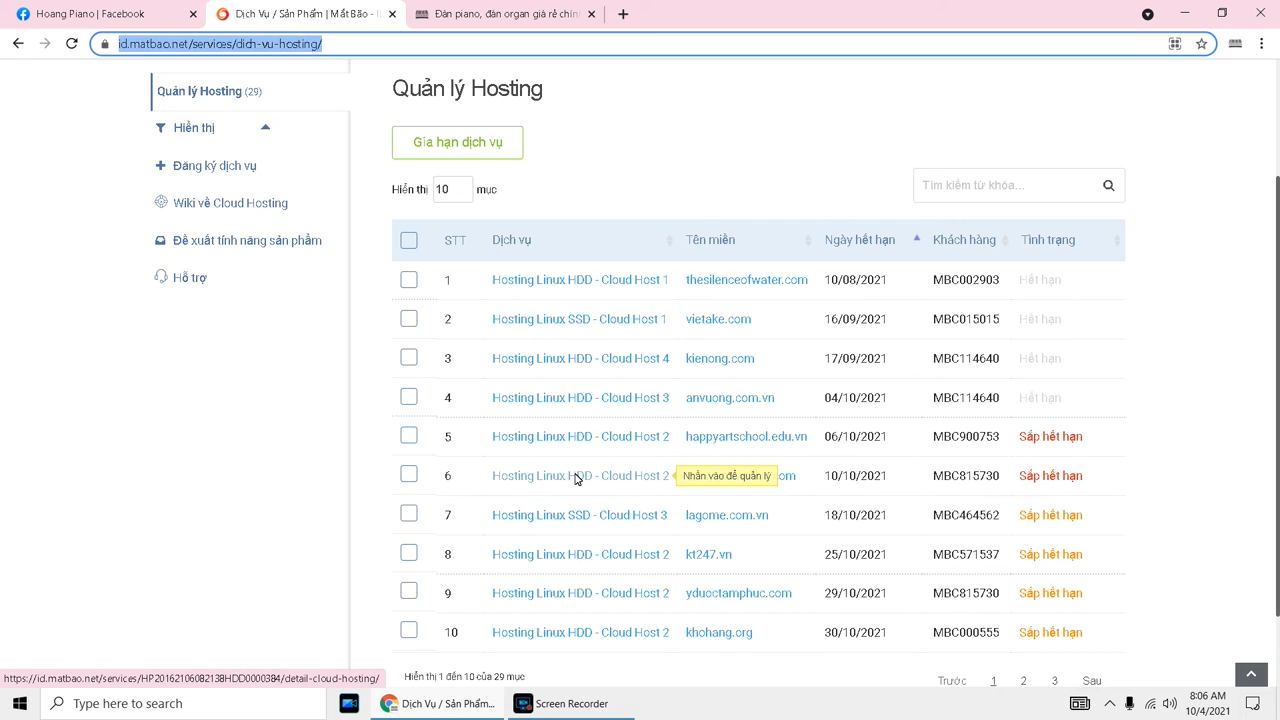 Hoang Piano | Facebook
Dịch Vụ / Sản Phẩm | Mắt Bão - I
Đàn piano, đàn organ giá rẻ chín
id.matbao.net/services/dich-vu-hosting/
Quản lý Hosting (29)
Hiển thị
Đăng ký dịch vụ
Wiki về Cloud Hosting
Đề xuất tính năng sản phẩm
Hỗ trợ
Quản lý Hosting
Gia hạn dịch vụ
Hiển thị 10 mục
Tìm kiếm từ khóa...
STT Dịch vụ Tên miền Ngày hết hạn Khách hàng Tình trạng
1 Hosting Linux HDD - Cloud Host 1 thesilenceofwater.com 10/08/2021 MBC002903 Hết hạn
2 Hosting Linux SSD - Cloud Host 1 vietake.com 16/09/2021 MBC015015 Hết hạn
3 Hosting Linux HDD - Cloud Host 4 kienong.com 17/09/2021 MBC114640 Hết hạn
4 Hosting Linux HDD - Cloud Host 3 anvuong.com.vn 04/10/2021 MBC114640 Hết hạn
5 Hosting Linux HDD - Cloud Host 2 happyartschool.edu.vn 06/10/2021 MBC900753 Sắp hết hạn
6 Hosting Linux HDD - Cloud Host 2 Nhấn vào để quản lý om 10/10/2021 MBC815730 Sắp hết hạn
7 Hosting Linux SSD - Cloud Host 3 lagome.com.vn 18/10/2021 MBC464562 Sắp hết hạn
8 Hosting Linux HDD - Cloud Host 2 kt247.vn 25/10/2021 MBC571537 Sắp hết hạn
9 Hosting Linux HDD - Cloud Host 2 yduoctamphuc.com 29/10/2021 MBC815730 Sắp hết hạn
10 Hosting Linux HDD - Cloud Host 2 khohang.org 30/10/2021 MBC000555 Sắp hết hạn
Hiển thị 1 đến 10 của 29 mục
Trước 1 2 3 Sau
https://id.matbao.net/services/HP20162106082138HDD0000384/detail-cloud-hosting/
Type here to search
Dịch Vụ / Sản Phẩm...
Screen Recorder
8:06 AM
10/4/2021